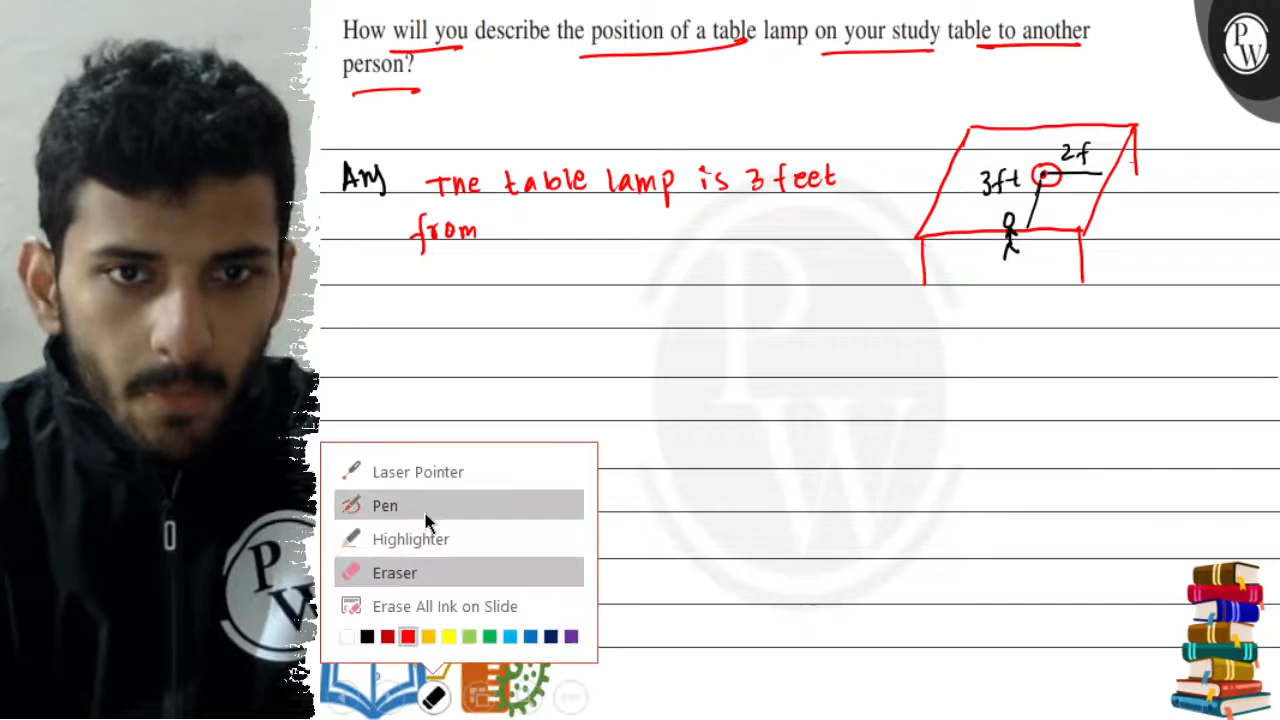 How will you describe the position of a table lamp on your study table to another
person?
Ans The table lamp is 3 feet
from
2f
3ft
Laser Pointer
Pen
Highlighter
Eraser
Erase All Ink on Slide
P
W
P
W
P
W